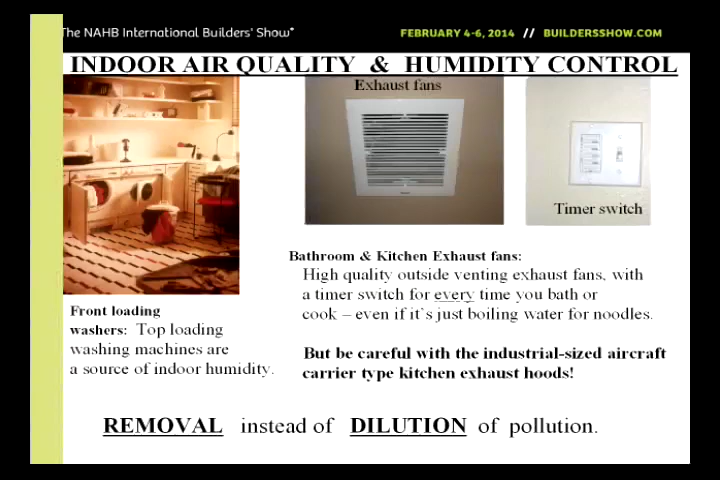 The NAHB International Builders' Show*
FEBRUARY 4-6, 2014 // BUILDERSSHOW.COM
INDOOR AIR QUALITY & HUMIDITY CONTROL
Exhaust fans
Timer switch
Front loading
washers: Top loading
washing machines are
a source of indoor humidity.
Bathroom & Kitchen Exhaust fans:
High quality outside venting exhaust fans, with
a timer switch for every time you bath or
cook – even if it`s just boiling water for noodles.
But be careful with the industrial-sized aircraft
carrier type kitchen exhaust hoods!
REMOVAL instead of DILUTION of pollution.